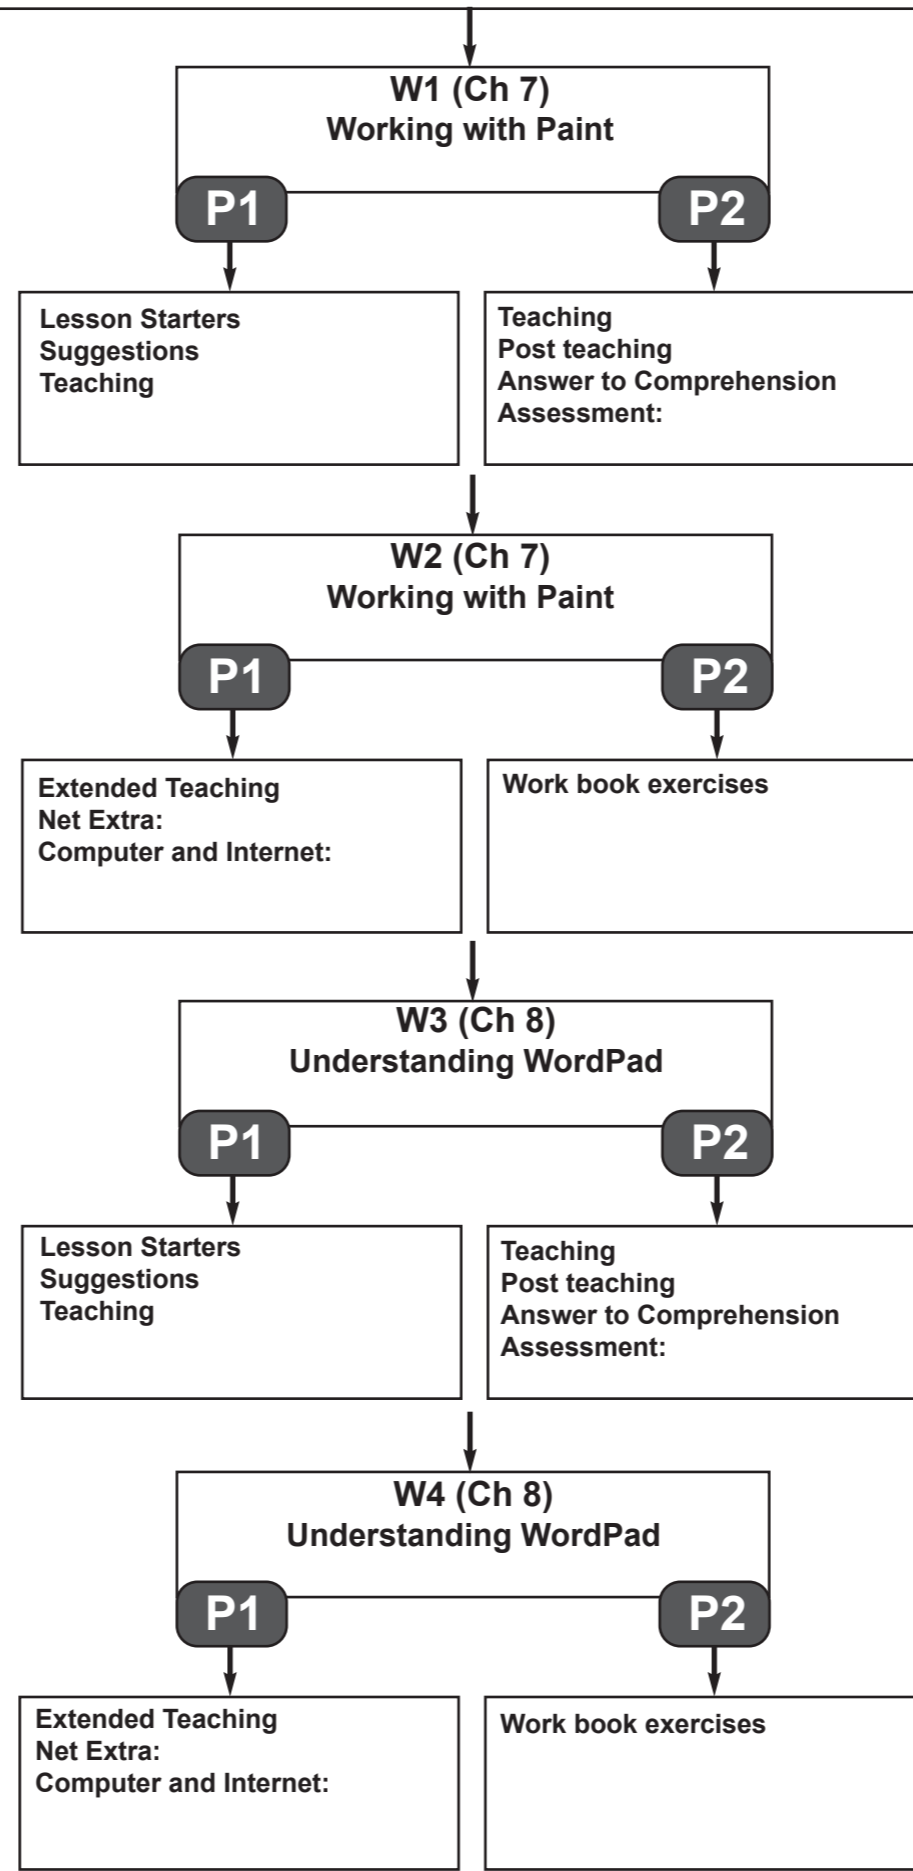 W1 (Ch 7)
Working with Paint
P1
P2
Lesson Starters
Suggestions
Teaching
Teaching
Post teaching
Answer to Comprehension
Assessment:
W2 (Ch 7)
Working with Paint
P1
P2
Extended Teaching
Net Extra:
Computer and Internet:
Work book exercises
W3 (Ch 8)
Understanding WordPad
P1
P2
Lesson Starters
Suggestions
Teaching
Teaching
Post teaching
Answer to Comprehension
Assessment:
W4 (Ch 8)
Understanding WordPad
P1
P2
Extended Teaching
Net Extra:
Computer and Internet:
Work book exercises